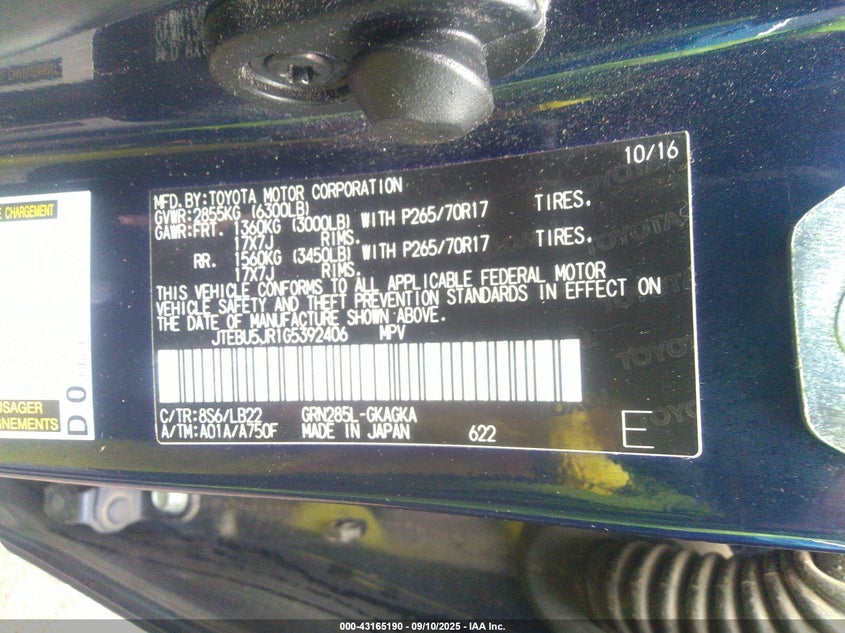 10/16
MFD. BY:TOYOTA MOTOR CORPORATION
GVWR:2855KG (6300LB)
GAWR:FRT. 1360KG (3000LB) WITH P265/70R17 TIRES.
17X7J RIMS.
RR. 1560KG (3450LB) WITH P265/70R17 TIRES.
17X7J RIMS.
THIS VEHICLE CONFORMS TO ALL APPLICABLE FEDERAL MOTOR
VEHICLE SAFETY AND THEFT PREVENTION STANDARDS IN EFFECT ON
THE DATE OF MANUFACTURE SHOWN ABOVE.
JTEBU5JR1G5392406 MPV
C/TR:8S6/LB22 GRN285L-GKAGKA
A/TM:A01A/A750F MADE IN JAPAN 622
E
CHARGEMENT
USAGER
D0
000-43165190 - 09/10/2025 - IAA Inc.